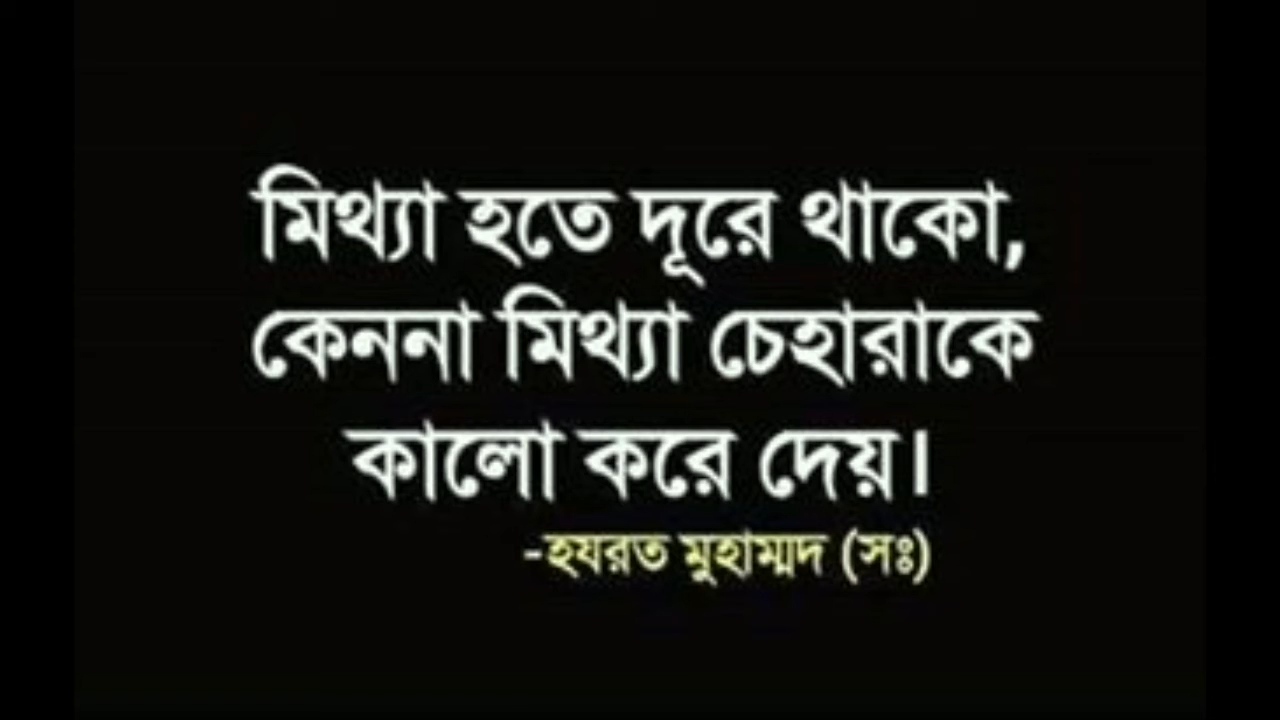 মিথ্যা হতে দূরে থাকো,
কেননা মিথ্যা চেহারাকে
কালো করে দেয়।
-হযরত মুহাম্মদ (সঃ)